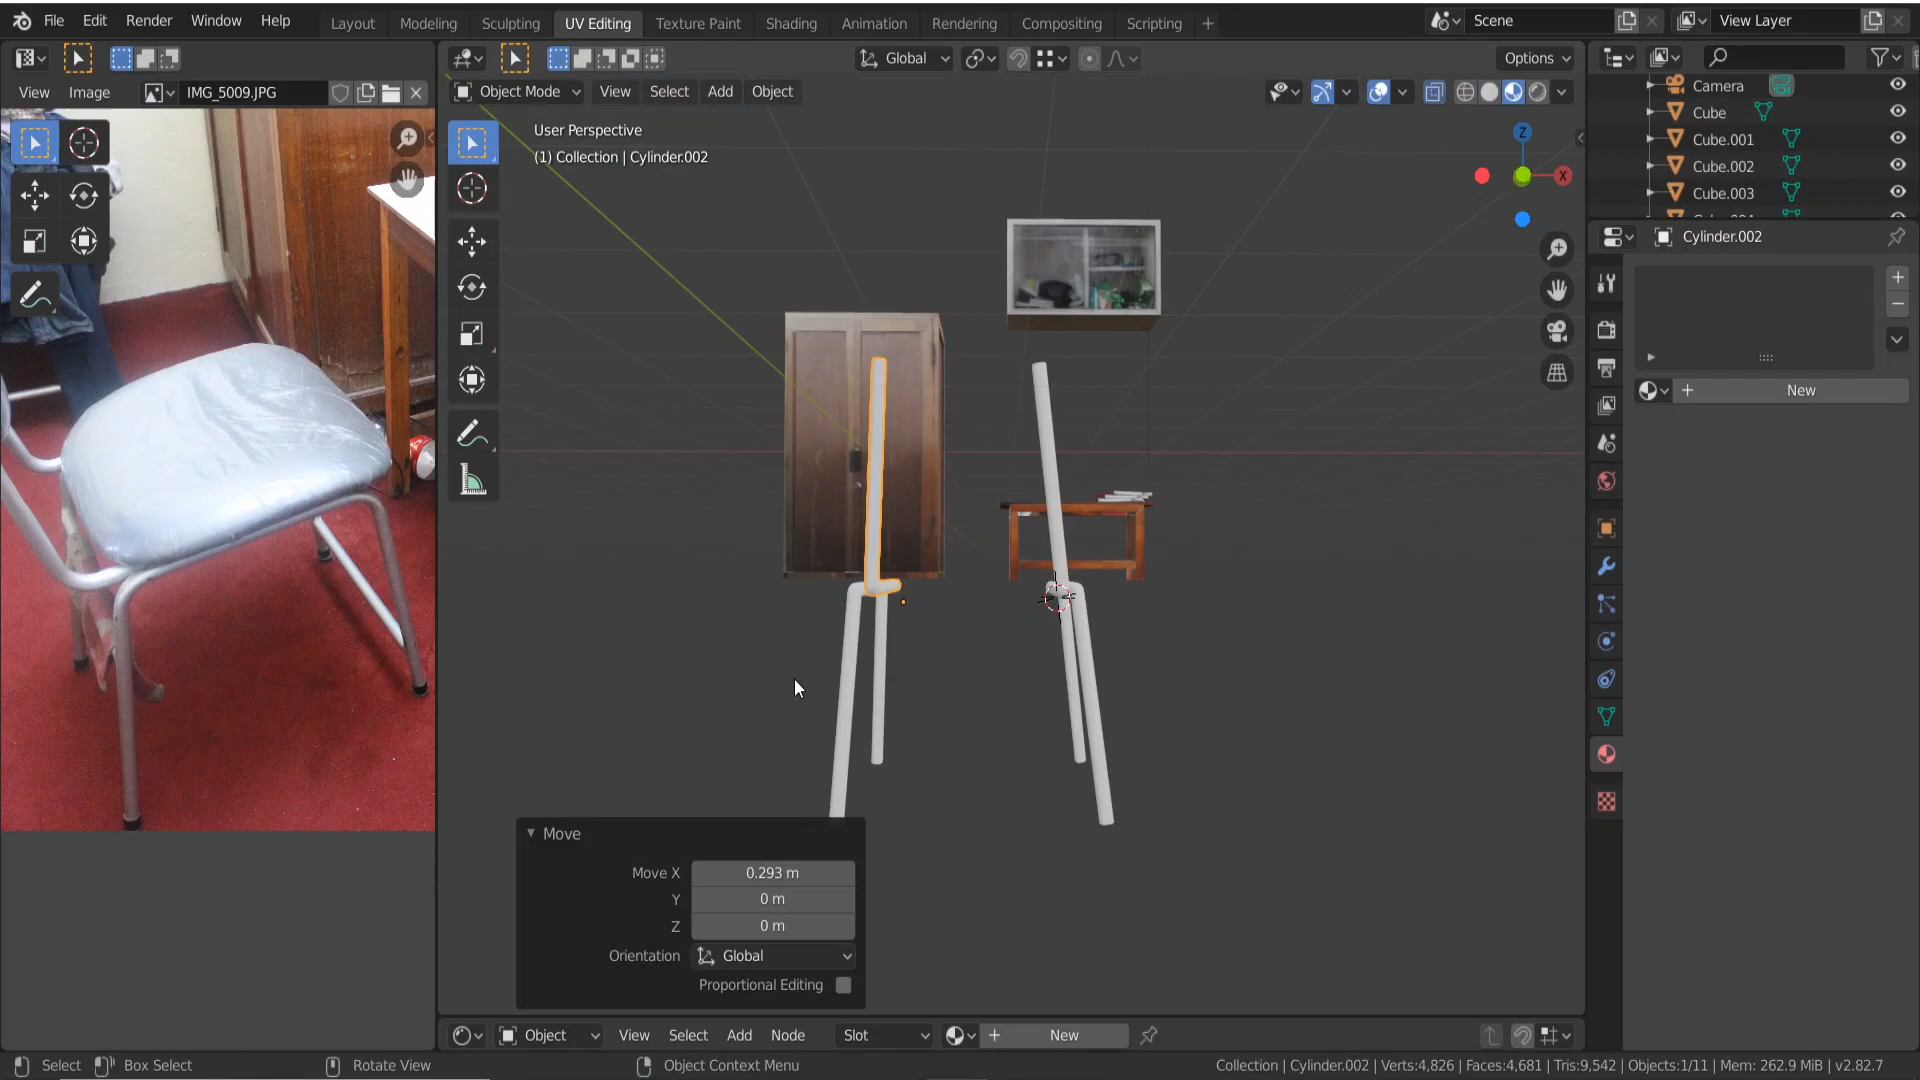 File Edit Render Window Help Layout Modeling Sculpting UV Editing Texture Paint Shading Animation Rendering Compositing Scripting + Scene View Layer
Global Options
View Image IMG_5009.JPG Object Mode View Select Add Object
User Perspective
(1) Collection | Cylinder.002
Z
X
Camera
Cube
Cube.001
Cube.002
Cube.003
Cylinder.002
New
Move
Move X 0.293 m
Y 0 m
Z 0 m
Orientation Global
Proportional Editing
Object View Select Add Node Slot New
Select Box Select Rotate View Object Context Menu Collection | Cylinder.002 | Verts:4,826 | Faces:4,681 | Tris:9,542 | Objects:1/11 | Mem: 262.9 MiB | v2.82.7